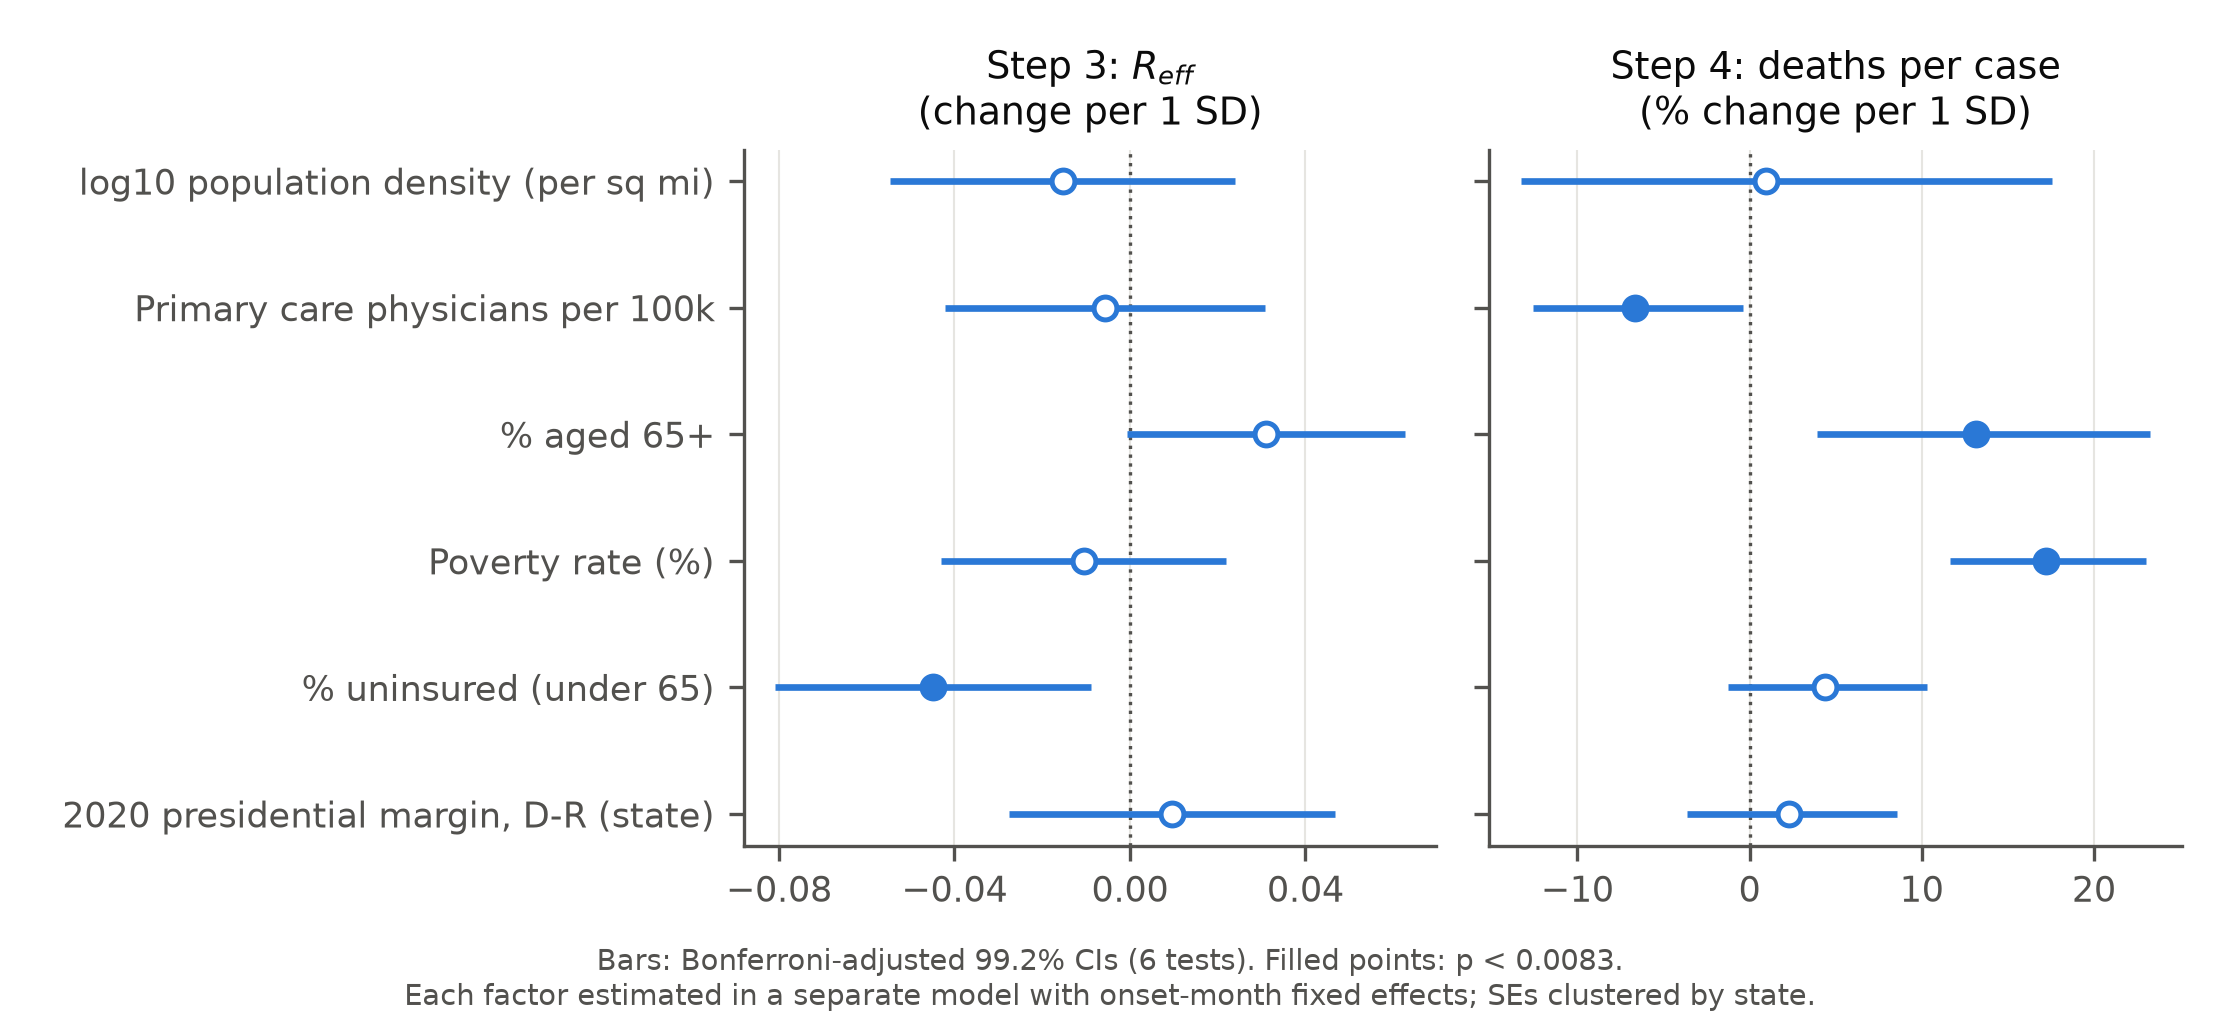 Step 3: R_eff
(change per 1 SD)
Step 4: deaths per case
(% change per 1 SD)
log10 population density (per sq mi)
Primary care physicians per 100k
% aged 65+
Poverty rate (%)
% uninsured (under 65)
2020 presidential margin, D-R (state)
−0.08 −0.04 0.00 0.04
−10 0 10 20
Bars: Bonferroni-adjusted 99.2% CIs (6 tests). Filled points: p < 0.0083.
Each factor estimated in a separate model with onset-month fixed effects; SEs clustered by state.